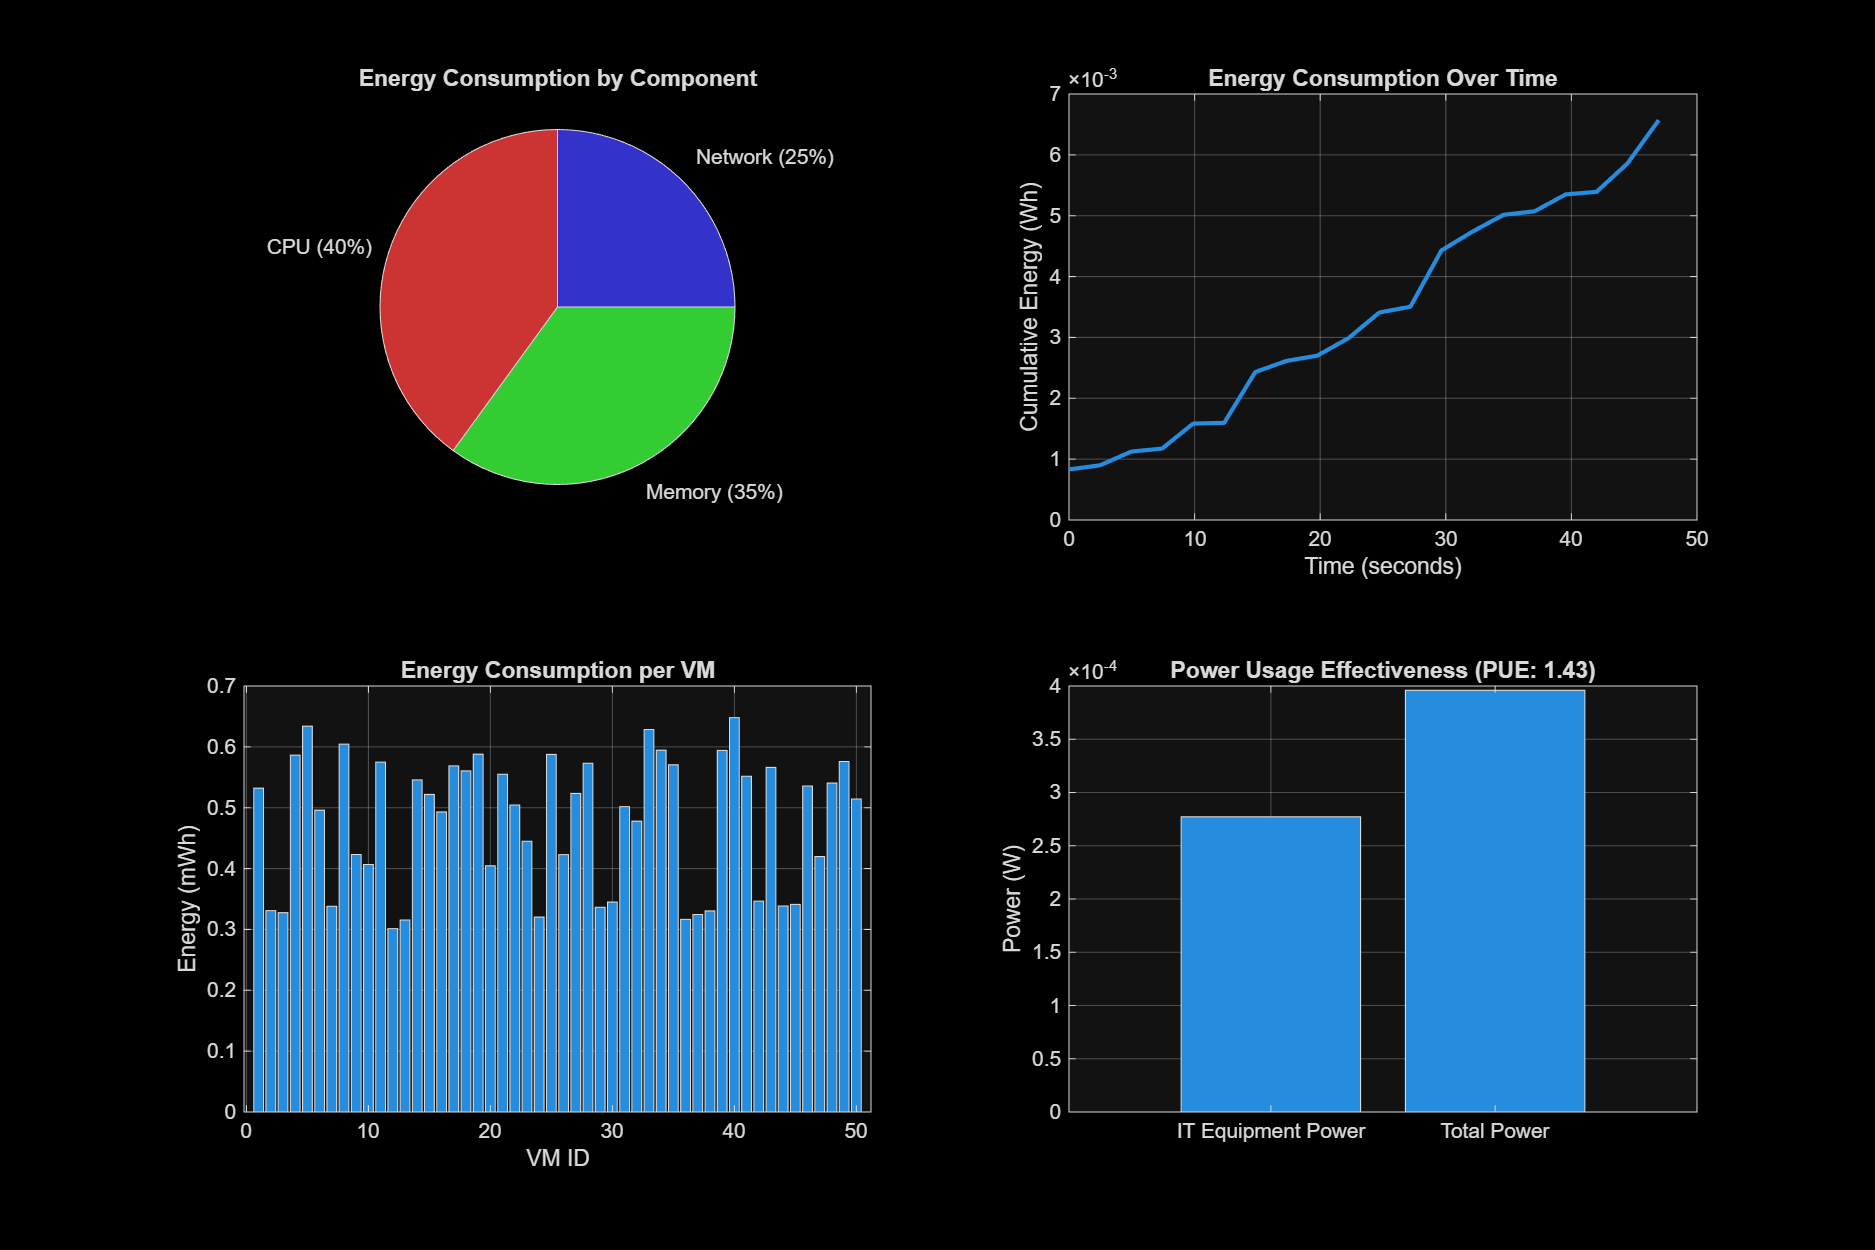 Energy Consumption by Component
Network (25%)
CPU (40%)
Memory (35%)
Energy Consumption Over Time
×10-3
7
6
5
4
3
2
1
0
Cumulative Energy (Wh)
0 10 20 30 40 50
Time (seconds)
Energy Consumption per VM
0.7
0.6
0.5
0.4
0.3
0.2
0.1
0
Energy (mWh)
0 10 20 30 40 50
VM ID
Power Usage Effectiveness (PUE: 1.43)
×10-4
4
3.5
3
2.5
2
1.5
1
0.5
0
Power (W)
IT Equipment Power Total Power